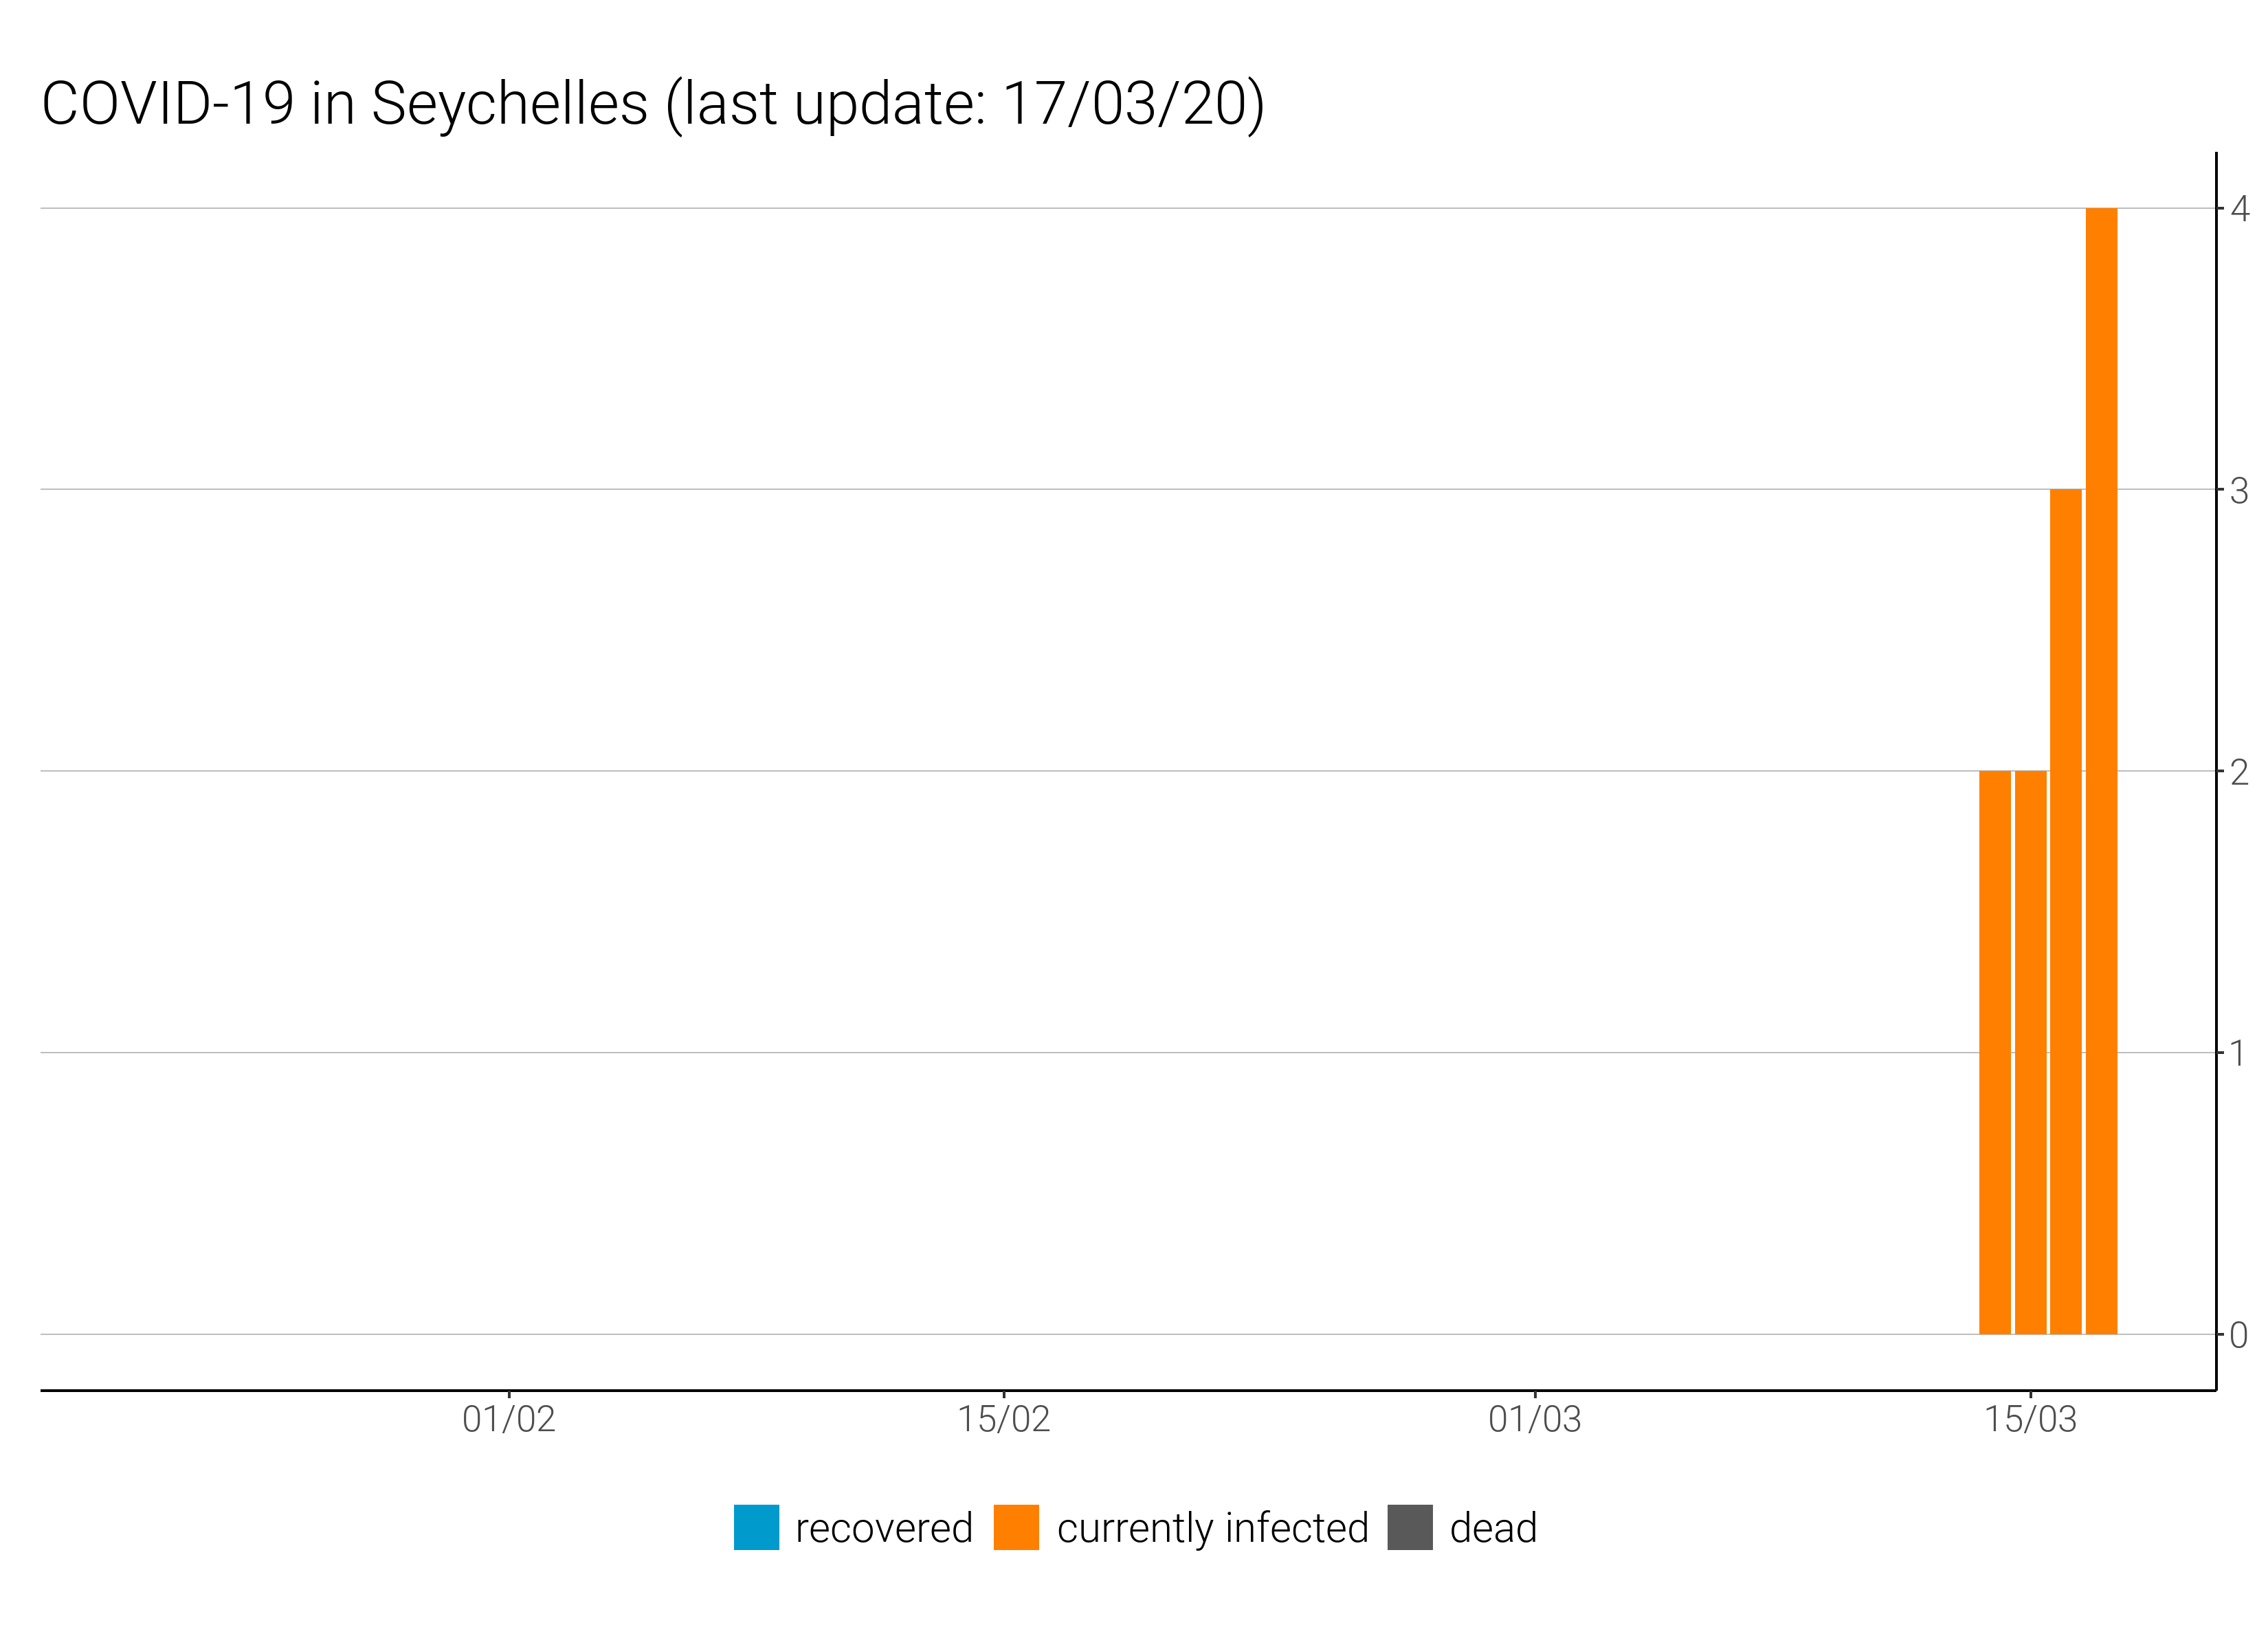 COVID-19 in Seychelles (last update: 17/03/20)
4
3
2
1
0
01/02 15/02 01/03 15/03
recovered currently infected dead